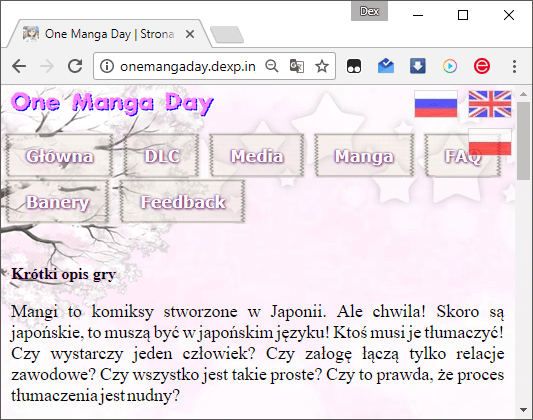 Dex
One Manga Day | Strona
onemangaday.dexp.in
One Manga Day
Główna DLC Media Manga FAQ
Banery Feedback
Krótki opis gry
Mangi to komiksy stworzone w Japonii. Ale chwila! Skoro są
japońskie, to muszą być w japońskim języku! Ktoś musi je tłumaczyć!
Czy wystarczy jeden człowiek? Czy załogę łączą tylko relacje
zawodowe? Czy wszystko jest takie proste? Czy to prawda, że proces
tłumaczenia jest nudny?